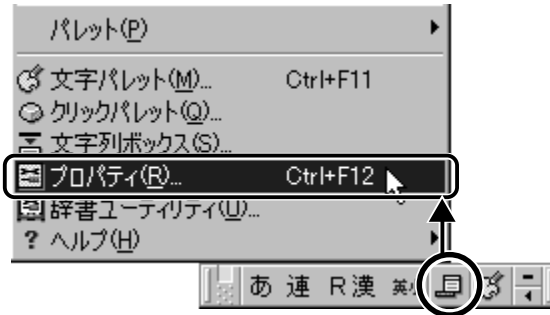 パレット(P)
文字パレット(M)... Ctrl+F11
クリックパレット(Q)...
文字列ボックス(S)...
プロパティ(R)... Ctrl+F12
辞書ユーティリティ(U)...
? ヘルプ(H)
あ 連 R漢 英小